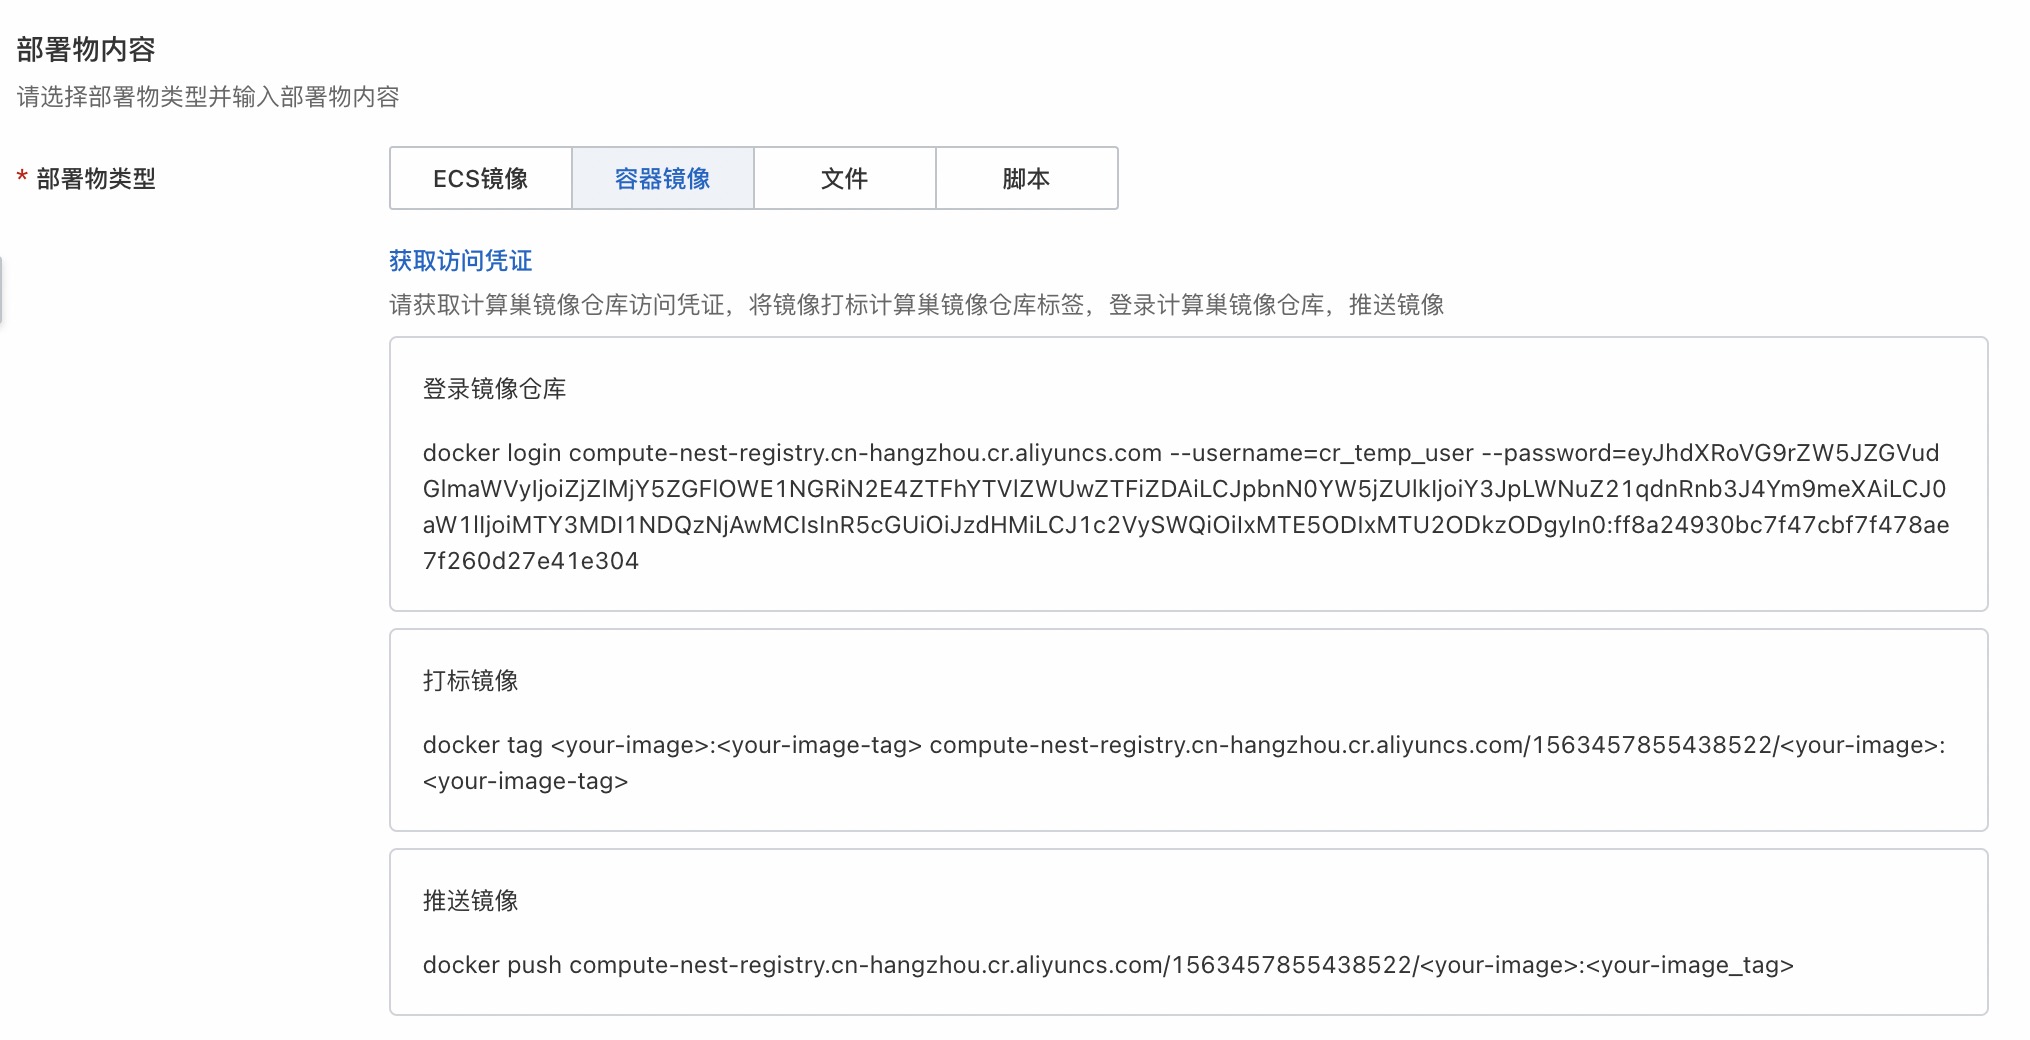 部署物内容
请选择部署物类型并输入部署物内容
* 部署物类型
ECS镜像 容器镜像 文件 脚本
获取访问凭证
请获取计算巢镜像仓库访问凭证，将镜像打标计算巢镜像仓库标签，登录计算巢镜像仓库，推送镜像
登录镜像仓库
docker login compute-nest-registry.cn-hangzhou.cr.aliyuncs.com --username=cr_temp_user --password=eyJhdXRoVG9rZW5JZGVud
GlmaWVyIjoiZjZlMjY5ZGFlOWE1NGRiN2E4ZTFhYTVlZWUwZTFiZDAiLCJpbnN0YW5jZUlkIjoiY3JpLWNuZ21qdnRnb3J4Ym9meXAiLCJ0
aW1lIjoiMTY3MDI1NDQzNjAwMCIsInR5cGUiOiJzdHMiLCJ1c2VySWQiOiIxMTE5ODIxMTU2ODkzODgyIn0:ff8a24930bc7f47cbf7f478ae
7f260d27e41e304
打标镜像
docker tag <your-image>:<your-image-tag> compute-nest-registry.cn-hangzhou.cr.aliyuncs.com/1563457855438522/<your-image>:
<your-image-tag>
推送镜像
docker push compute-nest-registry.cn-hangzhou.cr.aliyuncs.com/1563457855438522/<your-image>:<your-image_tag>